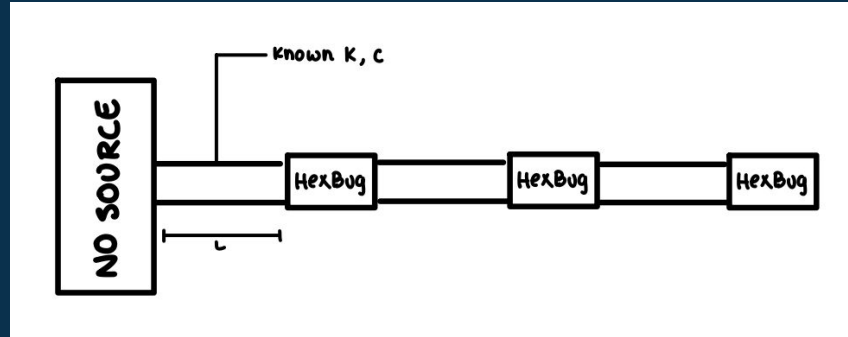 Known K, C
NO SOURCE
HexBug
HexBug
HexBug
L